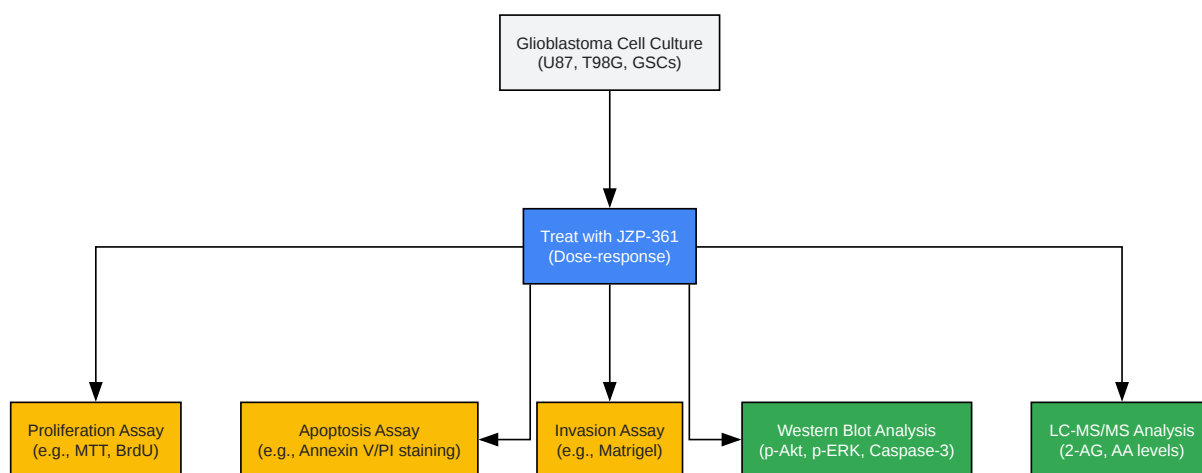 Glioblastoma Cell Culture
(U87, T98G, GSCs)
Treat with JZP-361
(Dose-response)
Proliferation Assay
(e.g., MTT, BrdU)
Apoptosis Assay
(e.g., Annexin V/PI staining)
Invasion Assay
(e.g., Matrigel)
Western Blot Analysis
(p-Akt, p-ERK, Caspase-3)
LC-MS/MS Analysis
(2-AG, AA levels)